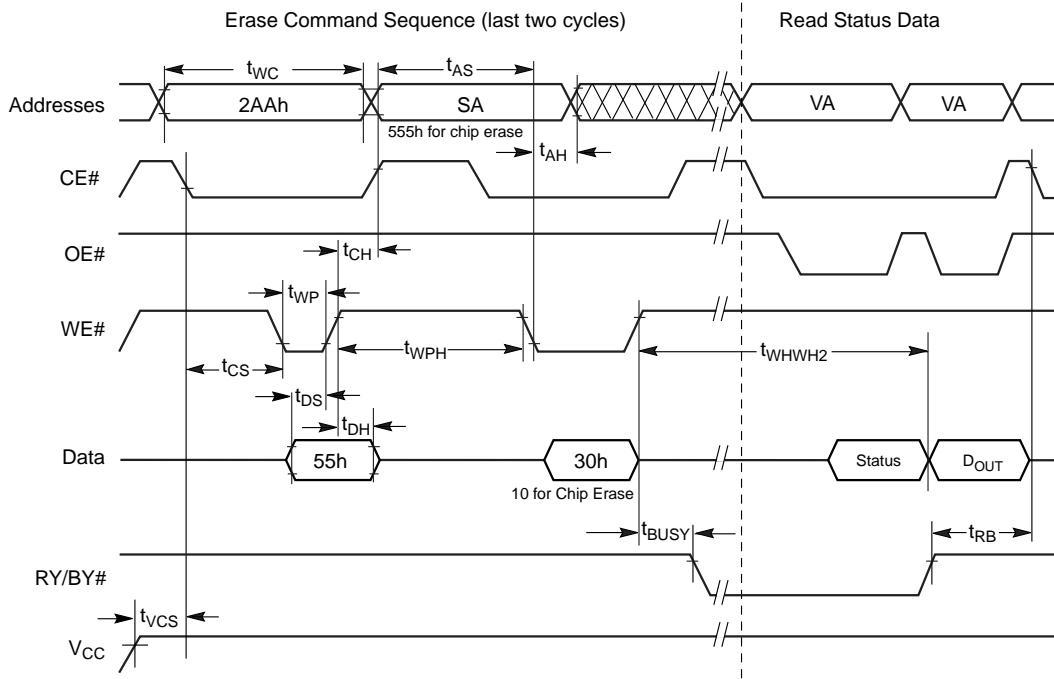 Erase Command Sequence (last two cycles) Read Status Data
tWC tAS
Addresses 2AAh SA VA VA
555h for chip erase
tAH
CE#
OE#
tCH
tWP
WE#
tWPH tWHWH2
tCS
tDS
tDH
Data 55h 30h Status DOUT
10 for Chip Erase
tBUSY tRB
RY/BY#
tVCS
VCC